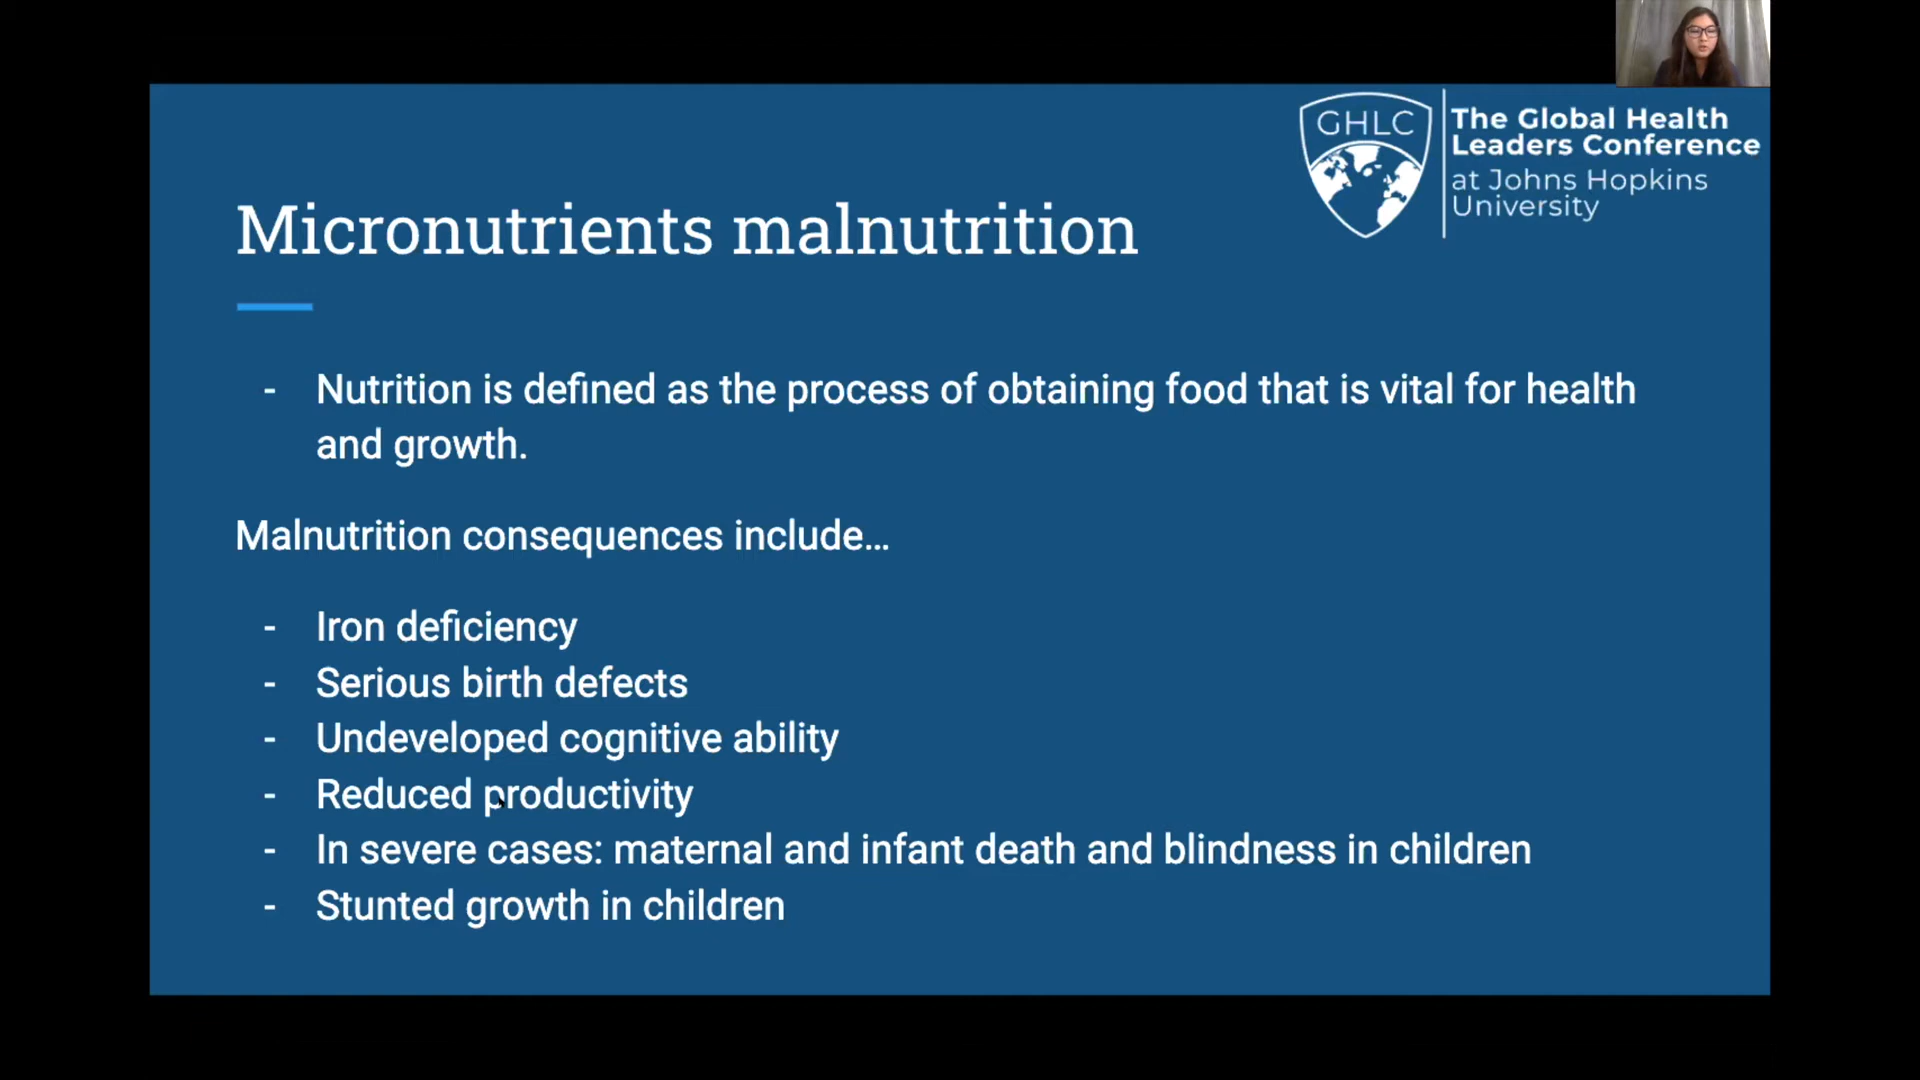 GHLC
The Global Health
Leaders Conference
at Johns Hopkins
University
Micronutrients malnutrition
- Nutrition is defined as the process of obtaining food that is vital for health
and growth.
Malnutrition consequences include…
- Iron deficiency
- Serious birth defects
- Undeveloped cognitive ability
- Reduced productivity
- In severe cases: maternal and infant death and blindness in children
- Stunted growth in children